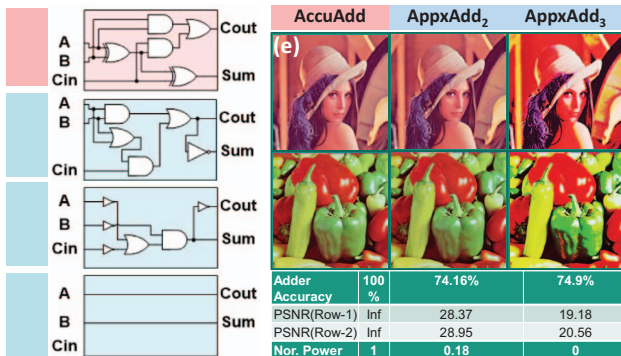 A
B
Cin
Cout
Sum
A
B
Cin
Cout
Sum
A
B
Cin
Cout
Sum
A
B
Cin
Cout
Sum
AccuAdd AppxAdd2 AppxAdd3
(e)
Adder Accuracy 100 % 74.16% 74.9%
PSNR(Row-1) Inf 28.37 19.18
PSNR(Row-2) Inf 28.95 20.56
Nor. Power 1 0.18 0